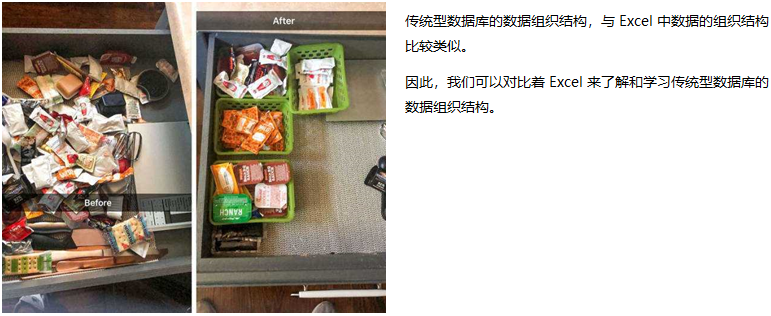 After
Before
RANCH
传统型数据库的数据组织结构，与 Excel 中数据的组织结构
比较类似。
因此，我们可以对比着 Excel 来了解和学习传统型数据库的
数据组织结构。